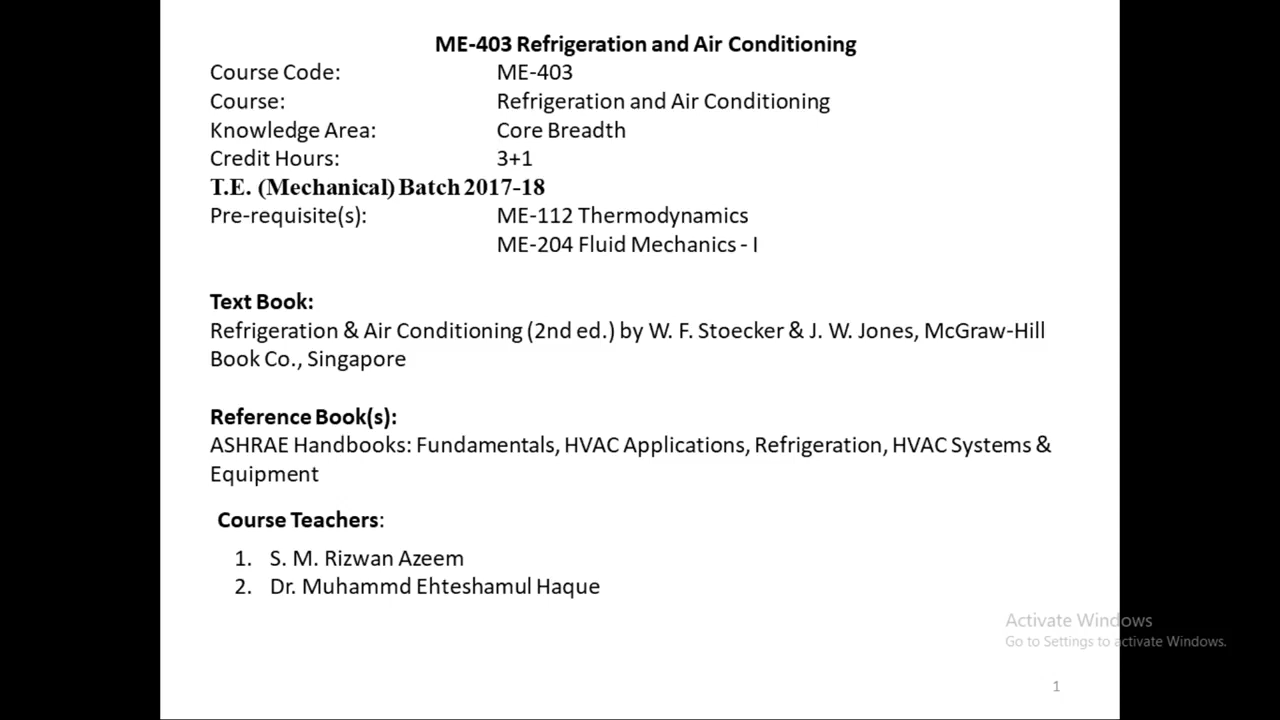 ME-403 Refrigeration and Air Conditioning
Course Code: ME-403
Course: Refrigeration and Air Conditioning
Knowledge Area: Core Breadth
Credit Hours: 3+1
T.E. (Mechanical) Batch 2017-18
Pre-requisite(s): ME-112 Thermodynamics
ME-204 Fluid Mechanics - I
Text Book:
Refrigeration & Air Conditioning (2nd ed.) by W. F. Stoecker & J. W. Jones, McGraw-Hill
Book Co., Singapore
Reference Book(s):
ASHRAE Handbooks: Fundamentals, HVAC Applications, Refrigeration, HVAC Systems &
Equipment
Course Teachers:
1. S. M. Rizwan Azeem
2. Dr. Muhammd Ehteshamul Haque
Activate Windows
Go to Settings to activate Windows.
1